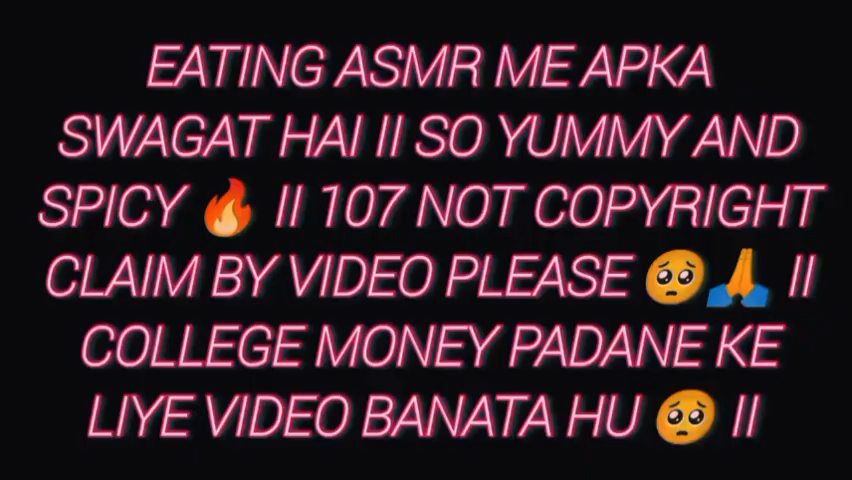 EATING ASMR ME APKA
SWAGAT HAI II SO YUMMY AND
SPICY 🔥 II 107 NOT COPYRIGHT
CLAIM BY VIDEO PLEASE 🥺🙏 II
COLLEGE MONEY PADANE KE
LIYE VIDEO BANATA HU 🥺 II